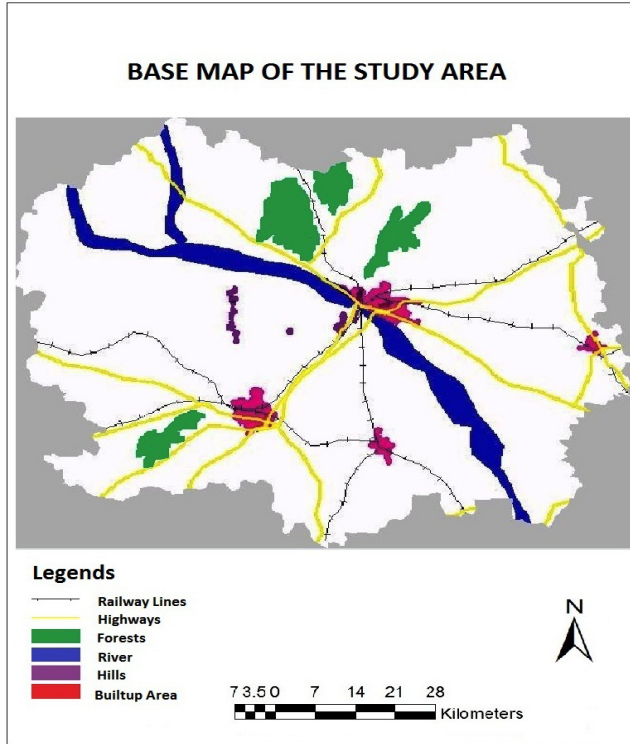 BASE MAP OF THE STUDY AREA
Legends
Railway Lines
Highways
Forests
River
Hills
Builtup Area
N
7 3.5 0 7 14 21 28
Kilometers